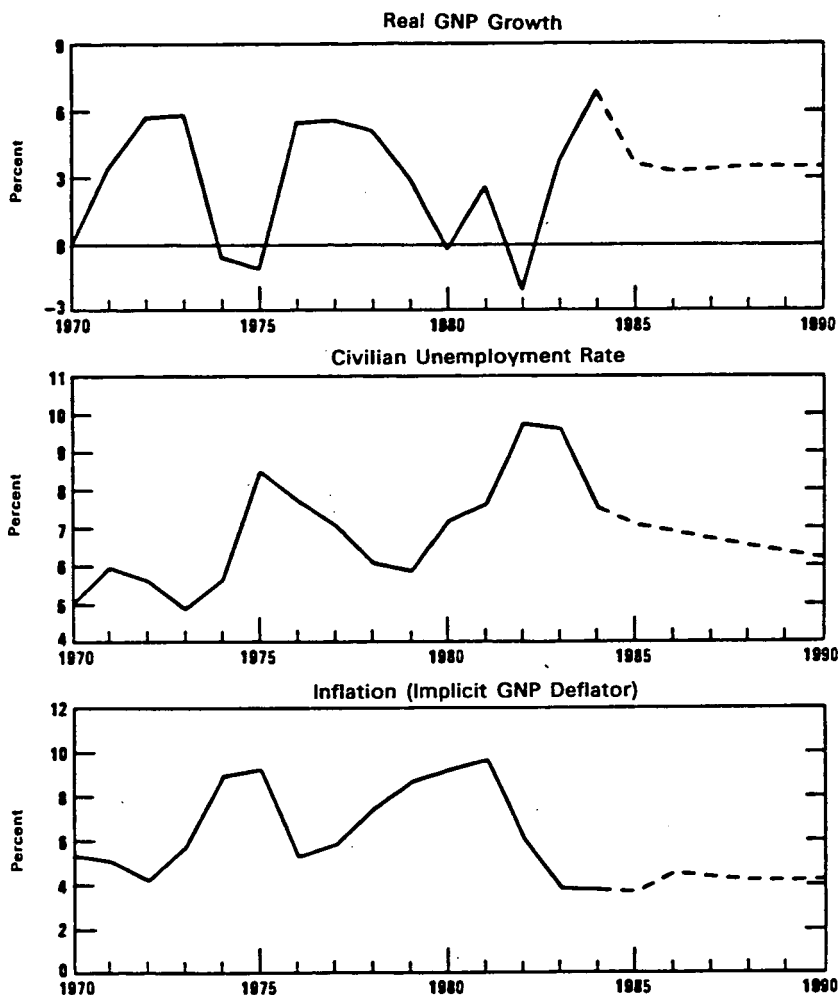 Real GNP Growth
9
6
3
0
-3
Percent
1970 1975 1980 1985 1990
Civilian Unemployment Rate
11
10
9
8
7
6
5
4
Percent
1970 1975 1980 1985 1990
Inflation (Implicit GNP Deflator)
12
10
8
6
4
2
0
Percent
1970 1975 1980 1985 1990